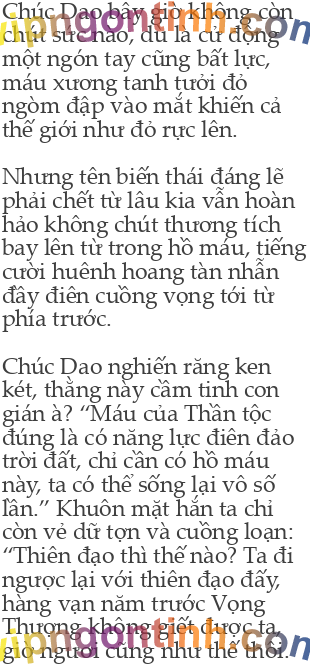 Chúc Dao bây giờ không còn
chút sức nào, dù là cử động
một ngón tay cũng bất lực,
máu xương tanh tưởi đỏ
ngòm đập vào mắt khiến cả
thế giới như đỏ rực lên.
Nhưng tên biến thái đáng lẽ
phải chết từ lâu kia vẫn hoàn
hảo không chút thương tích
bay lên từ trong hồ máu, tiếng
cười huênh hoang tàn nhẫn
đầy điên cuồng vọng tới từ
phía trước.
Chúc Dao nghiến răng ken
két, thằng này cầm tinh con
gián à? “Máu của Thần tộc
đúng là có năng lực điên đảo
trời đất, chỉ cần có hồ máu
này, ta có thể sống lại vô số
lần.” Khuôn mặt hắn ta chỉ
còn vẻ dữ tợn và cuồng loạn:
“Thiên đạo thì thế nào? Ta đi
ngược lại với thiên đạo đấy,
hàng vạn năm trước Vọng
Thương không giết được ta,
giờ ngươi cũng như thế thôi.
vipngontinh.com
vipngontinh.com